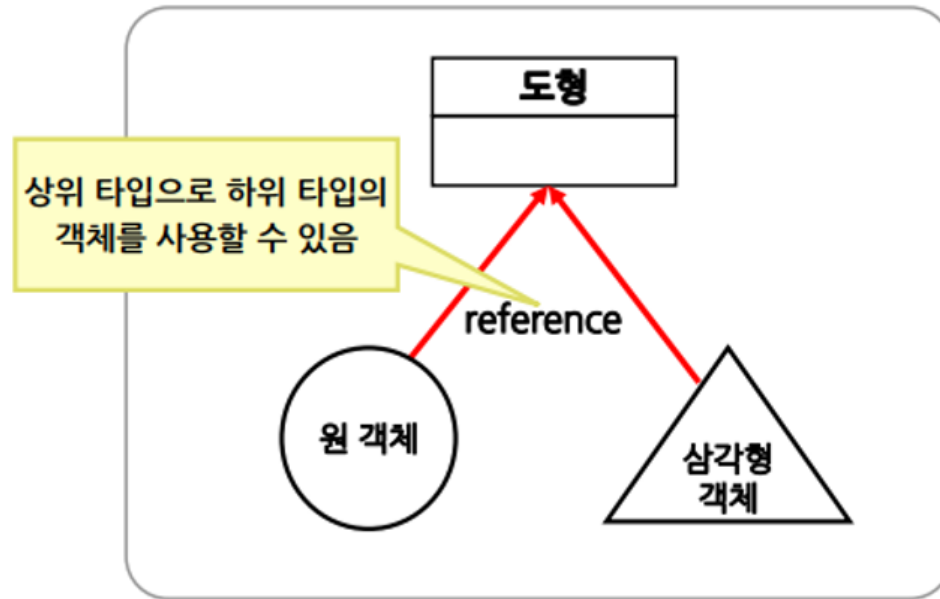 도형
상위 타입으로 하위 타입의
객체를 사용할 수 있음
reference
원 객체
삼각형
객체